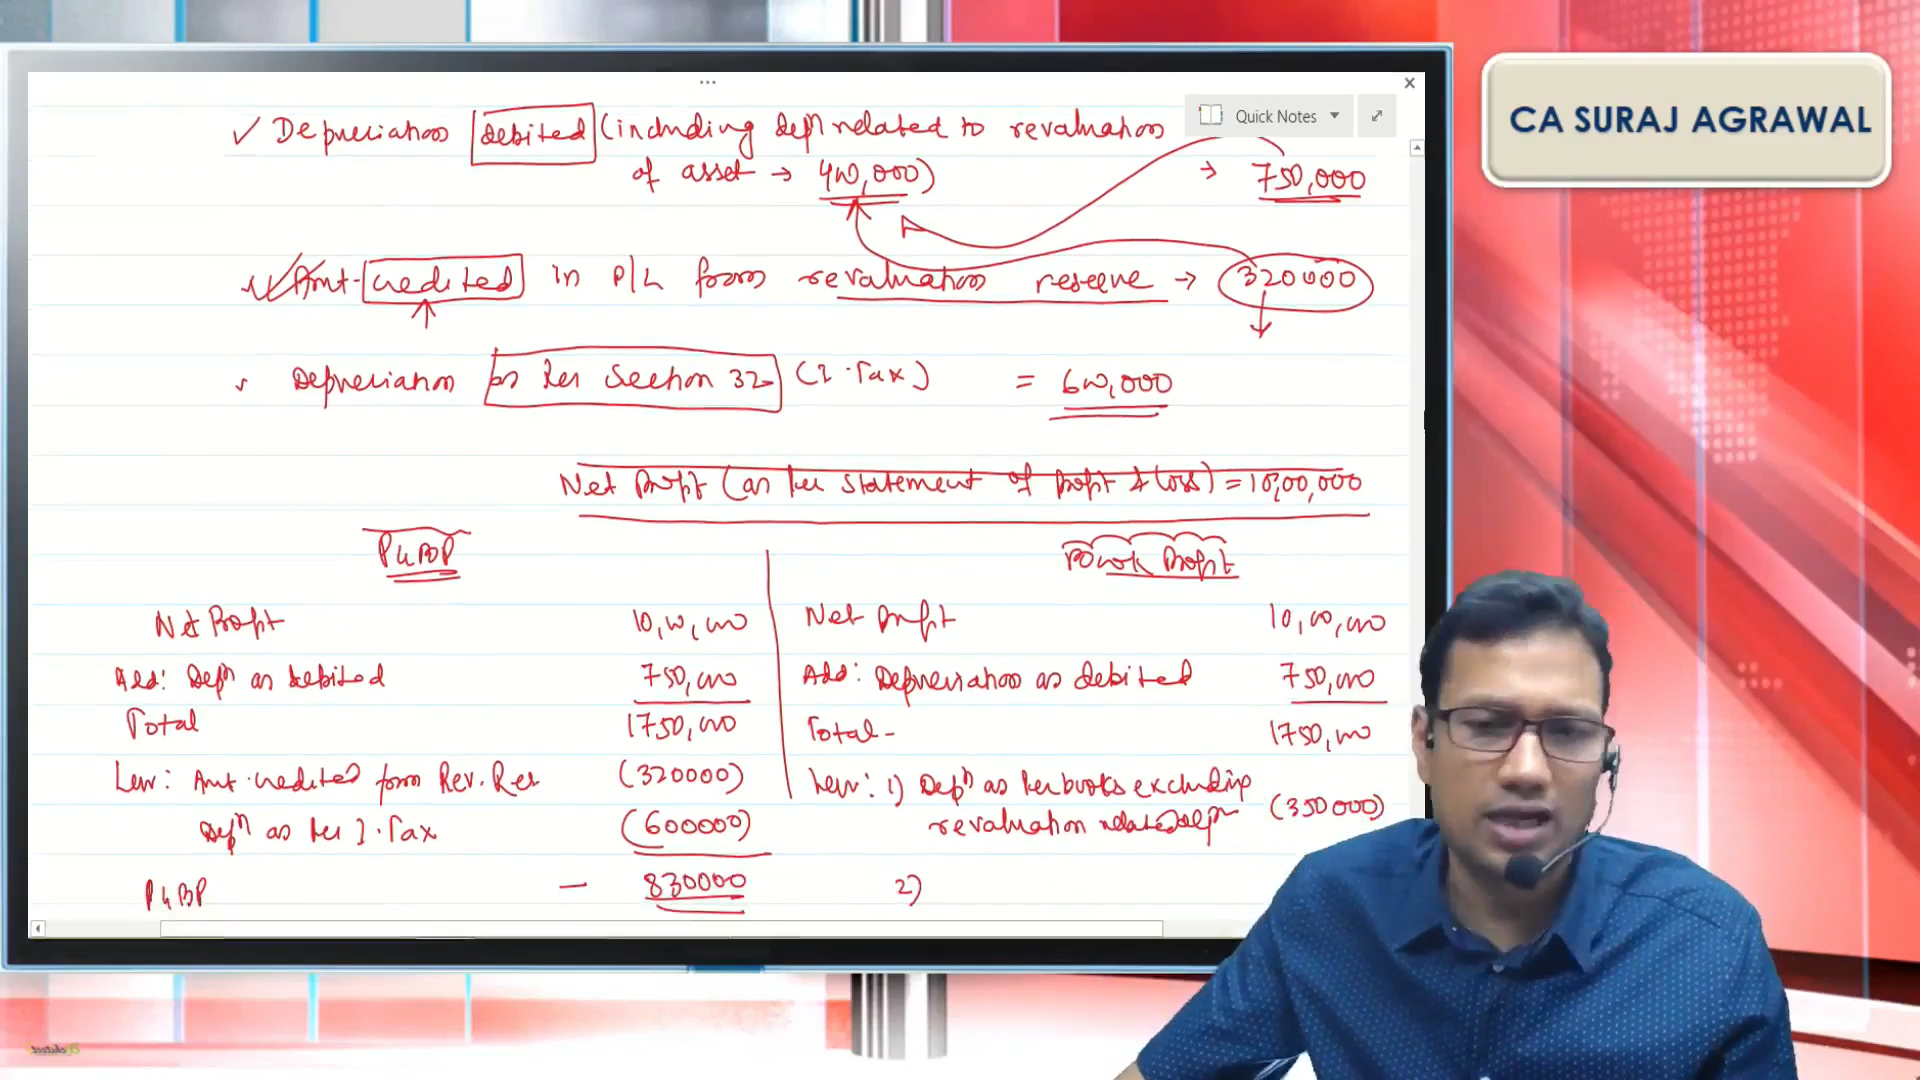 CA SURAJ AGRAWAL
Quick Notes
✓ Depreciation debited (including depn related to revaluation
of asset → 400,000) → 750,000
Amt. credited in P/L from revaluation reserve → 320000
Depreciation as per Section 32 (I.Tax) = 600,000
Net Profit (as per statement of Profit & Loss) = 10,00,000
PGBP
Net Profit 10,00,000
Add: Depn as debited 750,000
Total 1750,000
Less: Amt. credited from Rev. Res (320000)
Depn as per I.Tax (600000)
PGBP — 830000
Book Profit
Net Profit 10,00,000
Add: Depreciation as debited 750,000
Total - 1750,000
Less: 1) Depn as per books excluding
revaluation related depn (350000)
2)